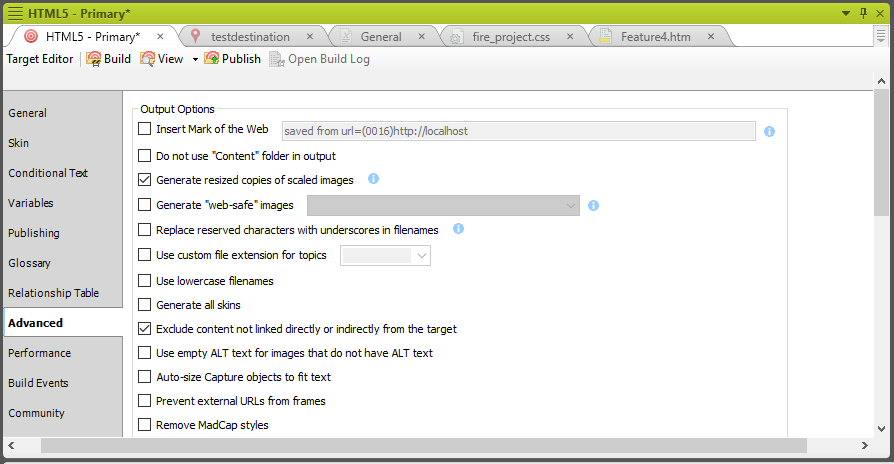 HTML5 - Primary*
HTML5 - Primary* testdestination General fire_project.css Feature4.htm
Target Editor Build View Publish Open Build Log
General
Skin
Conditional Text
Variables
Publishing
Glossary
Relationship Table
Advanced
Performance
Build Events
Community
Output Options
Insert Mark of the Web saved from url=(0016)http://localhost
Do not use "Content" folder in output
Generate resized copies of scaled images
Generate "web-safe" images
Replace reserved characters with underscores in filenames
Use custom file extension for topics
Use lowercase filenames
Generate all skins
Exclude content not linked directly or indirectly from the target
Use empty ALT text for images that do not have ALT text
Auto-size Capture objects to fit text
Prevent external URLs from frames
Remove MadCap styles